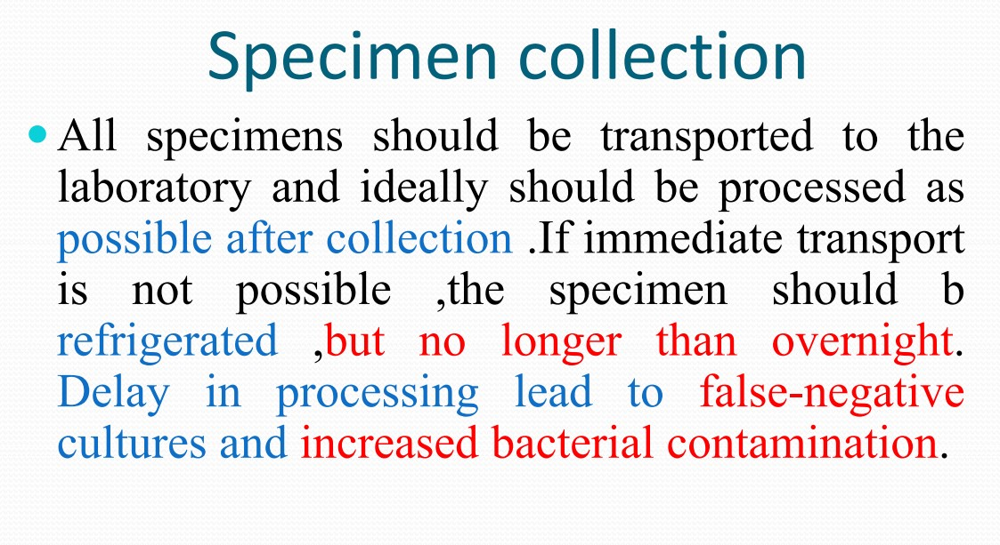 Specimen collection
• All specimens should be transported to the
laboratory and ideally should be processed as
possible after collection .If immediate transport
is not possible ,the specimen should b
refrigerated ,but no longer than overnight.
Delay in processing lead to false-negative
cultures and increased bacterial contamination.